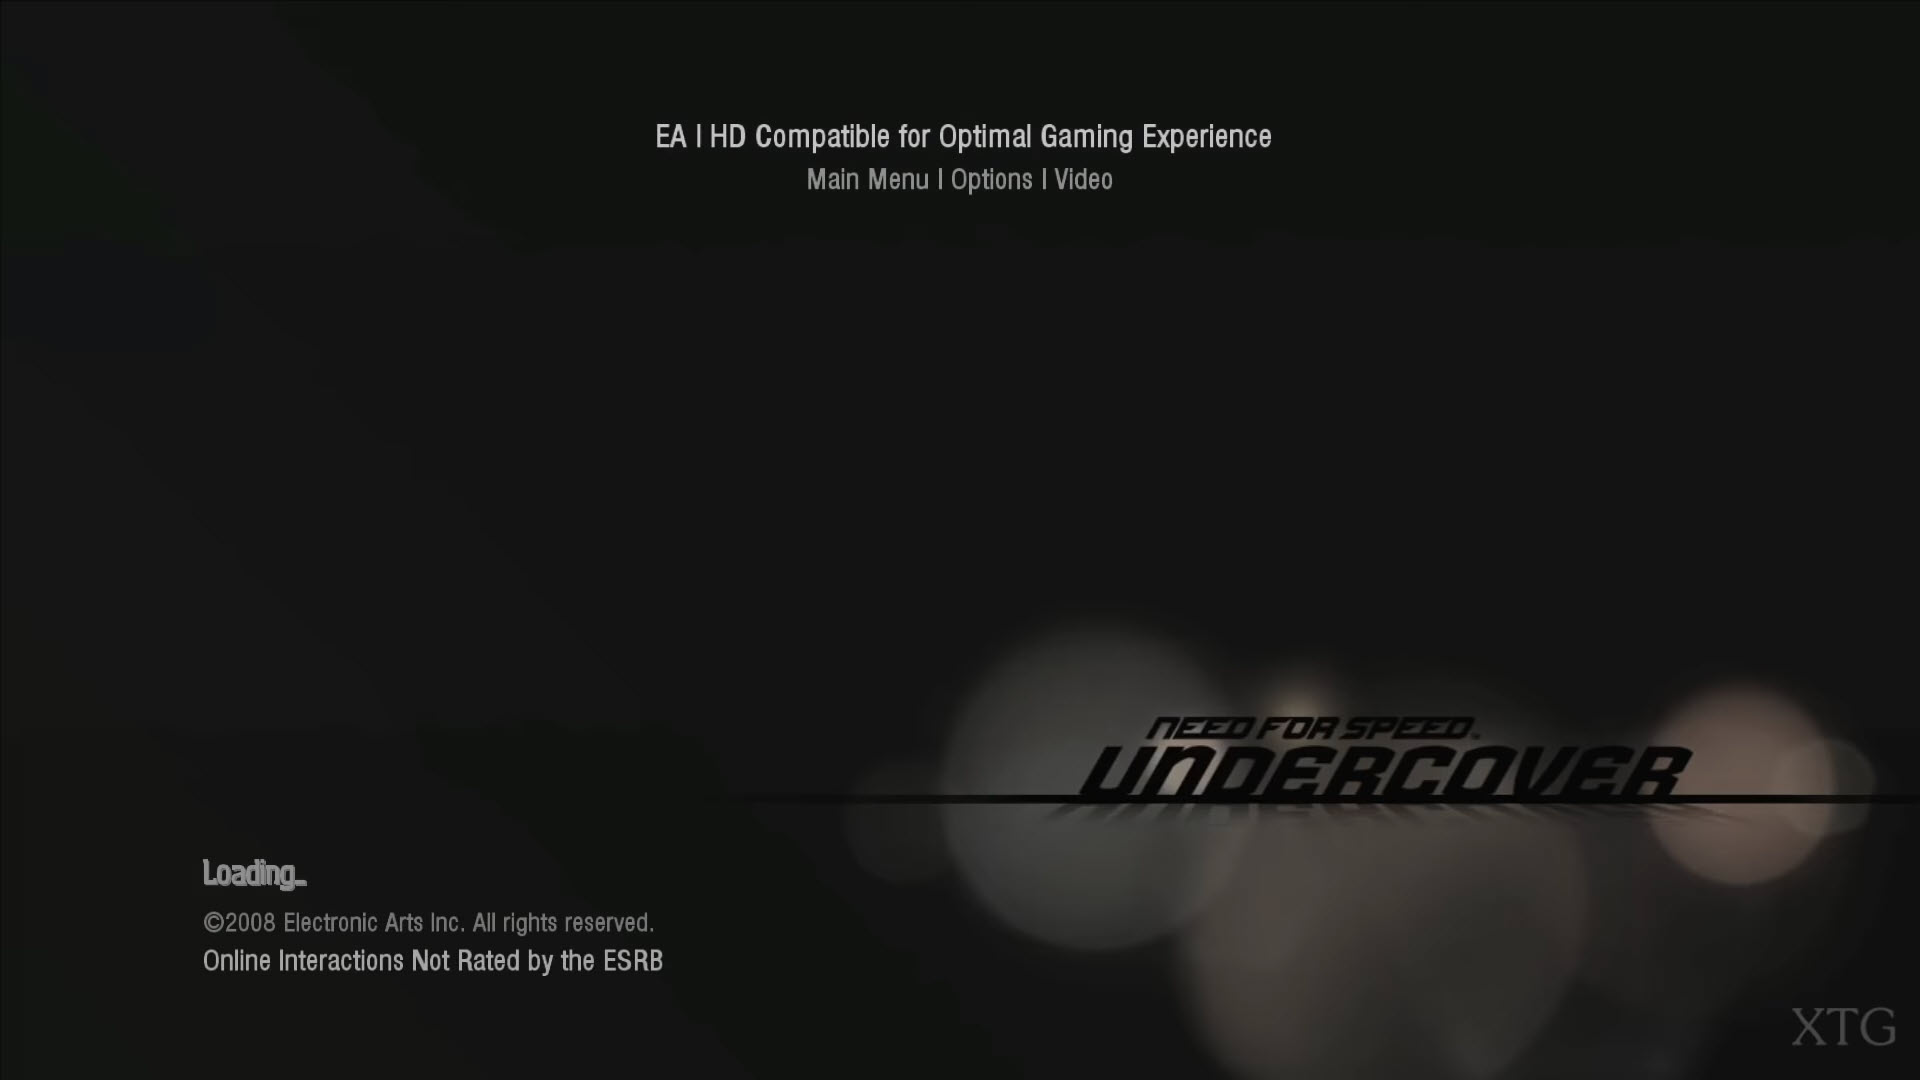 EA | HD Compatible for Optimal Gaming Experience
Main Menu | Options | Video
NEED FOR SPEED™
UNDERCOVER
Loading...
©2008 Electronic Arts Inc. All rights reserved.
Online Interactions Not Rated by the ESRB
XTG